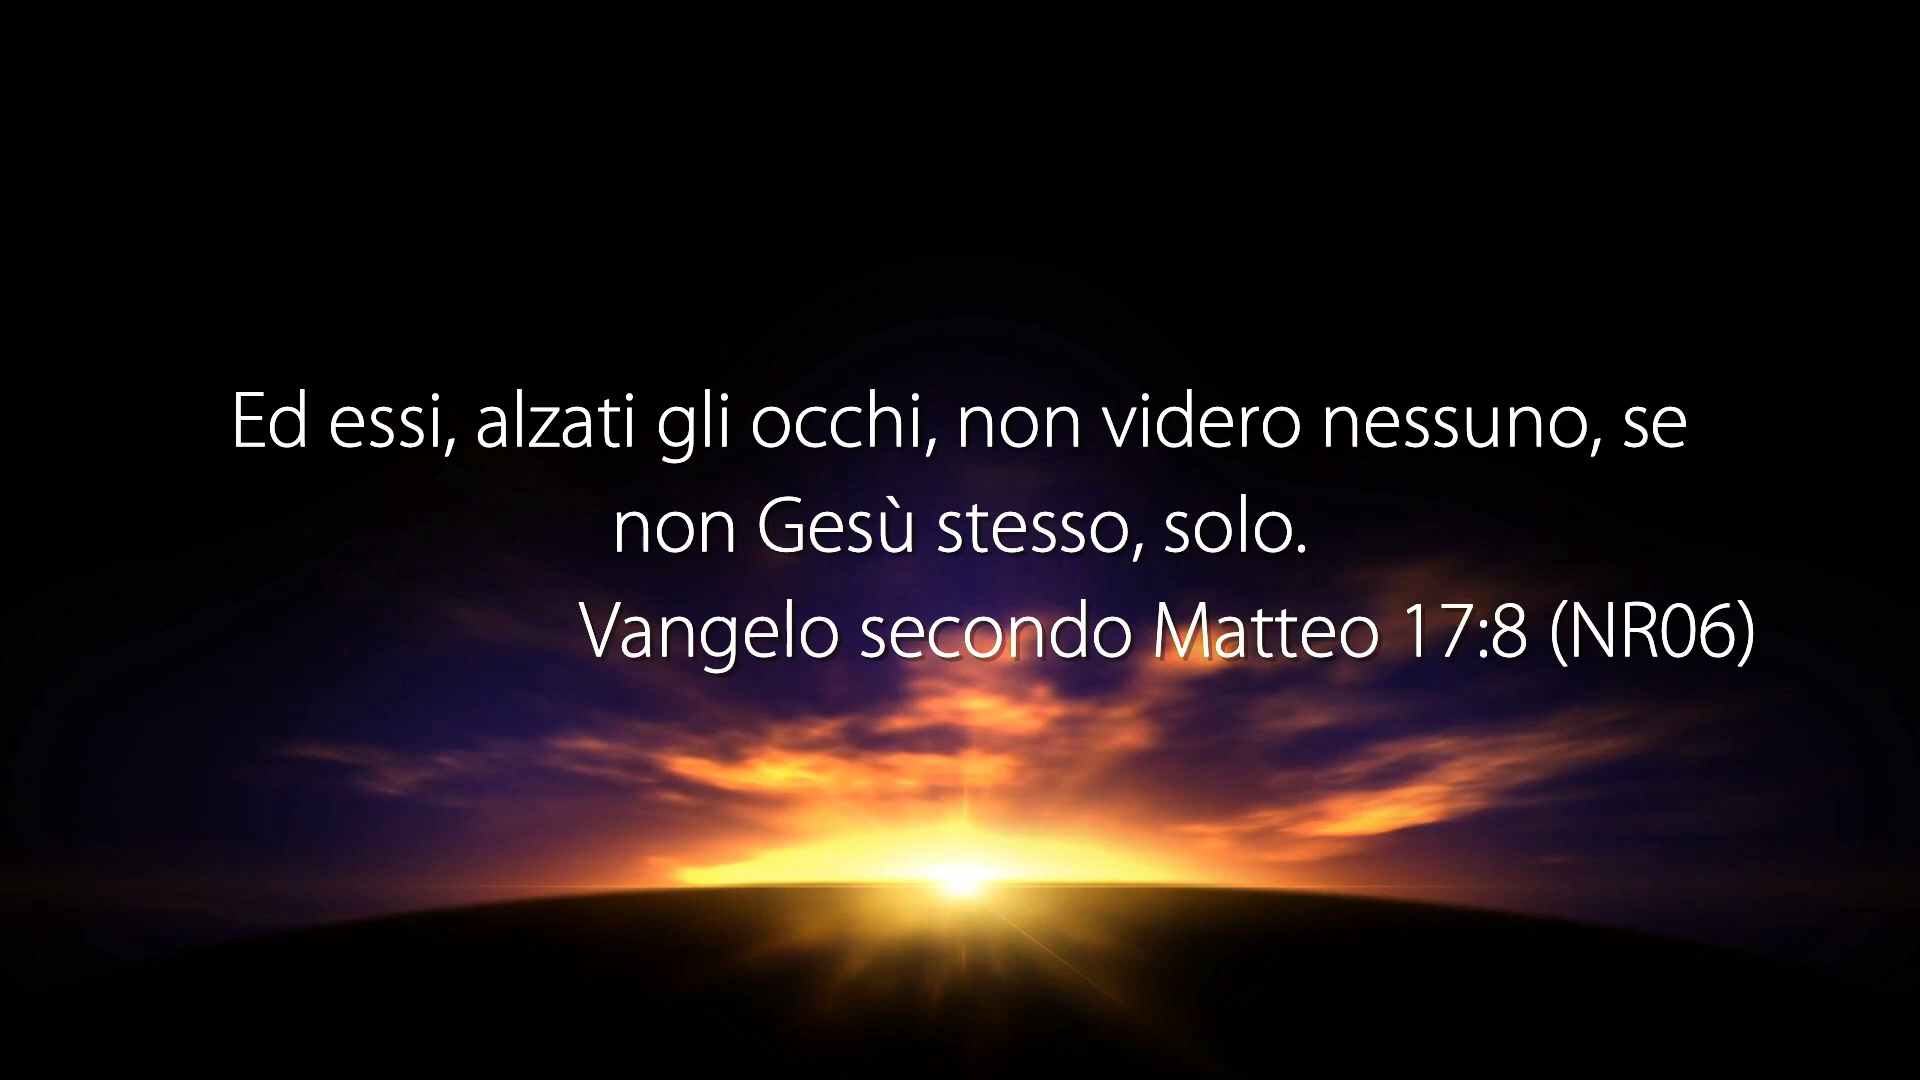 Ed essi, alzati gli occhi, non videro nessuno, se
non Gesù stesso, solo.
Vangelo secondo Matteo 17:8 (NR06)